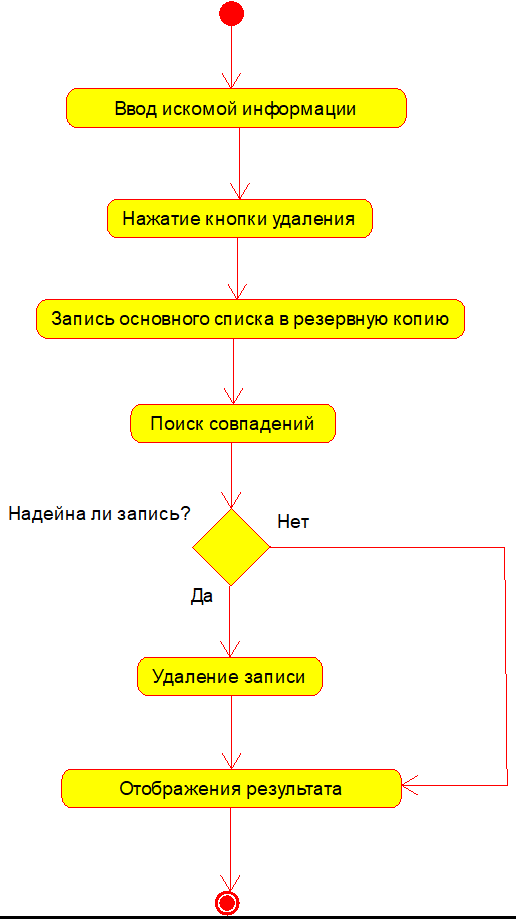 Ввод искомой информации
Нажатие кнопки удаления
Запись основного списка в резервную копию
Поиск совпадений
Надейна ли запись?
Нет
Да
Удаление записи
Отображения результата